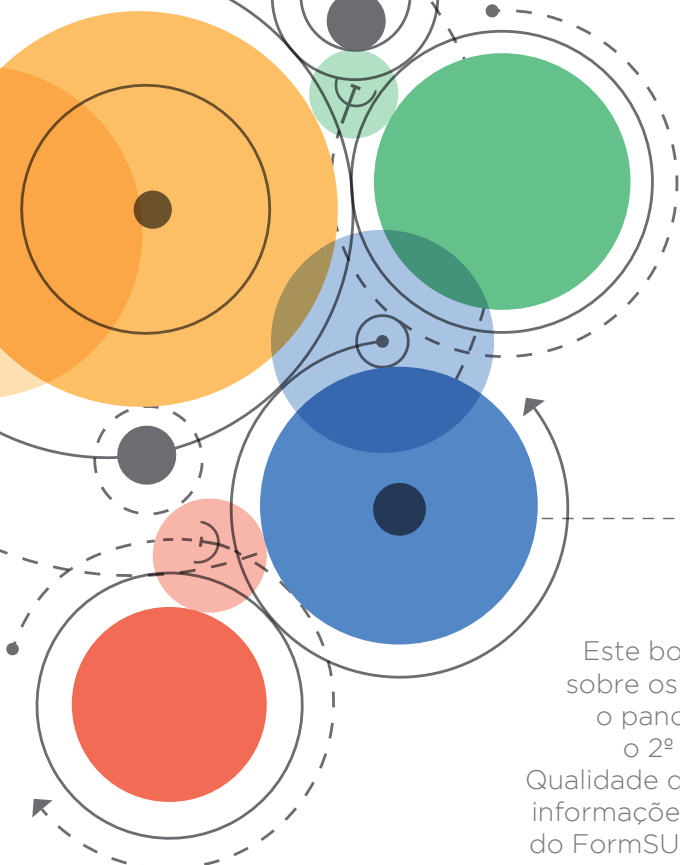 Este bo
sobre os
o pano
o 2º
Qualidade d
informaçõe
do FormSU